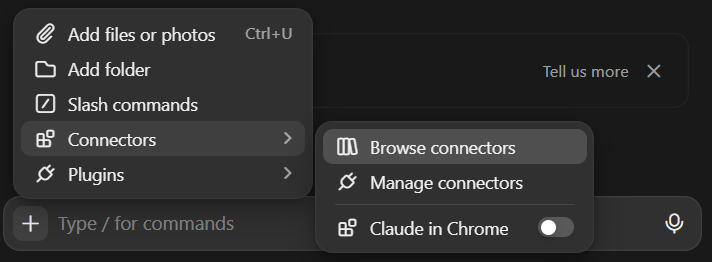 Add files or photos Ctrl+U
Add folder
Tell us more
Slash commands
Connectors
Browse connectors
Plugins
Manage connectors
Type / for commands
Claude in Chrome